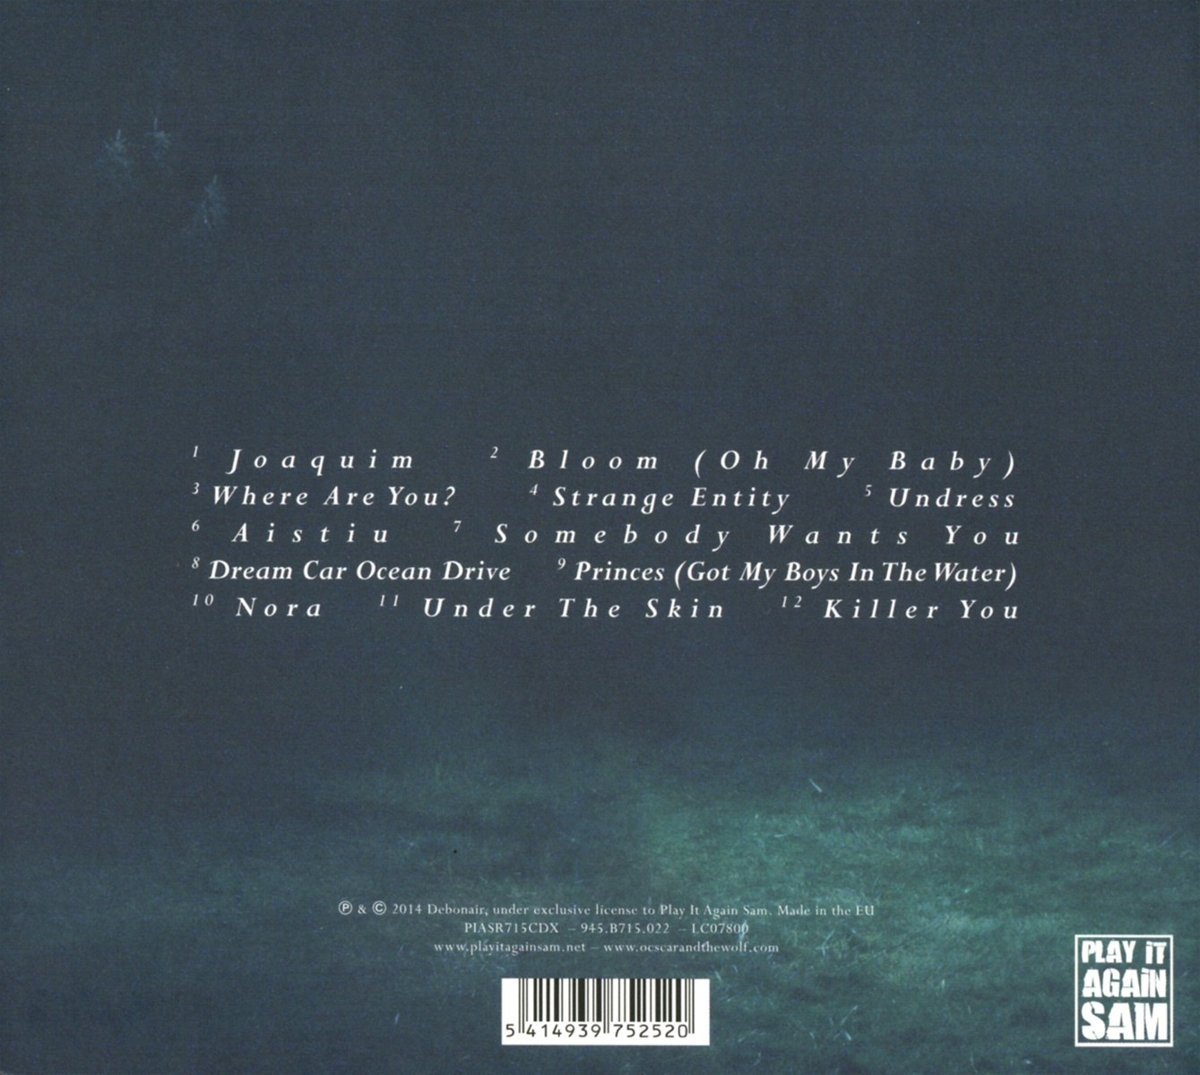 1 Joaquim 2 Bloom (Oh My Baby)
3 Where Are You? 4 Strange Entity 5 Undress
6 Aistiu 7 Somebody Wants You
8 Dream Car Ocean Drive 9 Princes (Got My Boys In The Water)
10 Nora 11 Under The Skin 12 Killer You
℗ & © 2014 Debonair, under exclusive license to Play It Again Sam. Made in the EU
PIASR715CDX – 945.B715.022 – LC07800
www.playitagainsam.net – www.ocscarandthewolf.com
5 414939 752520
PLAY iT
AGAiN
SAM